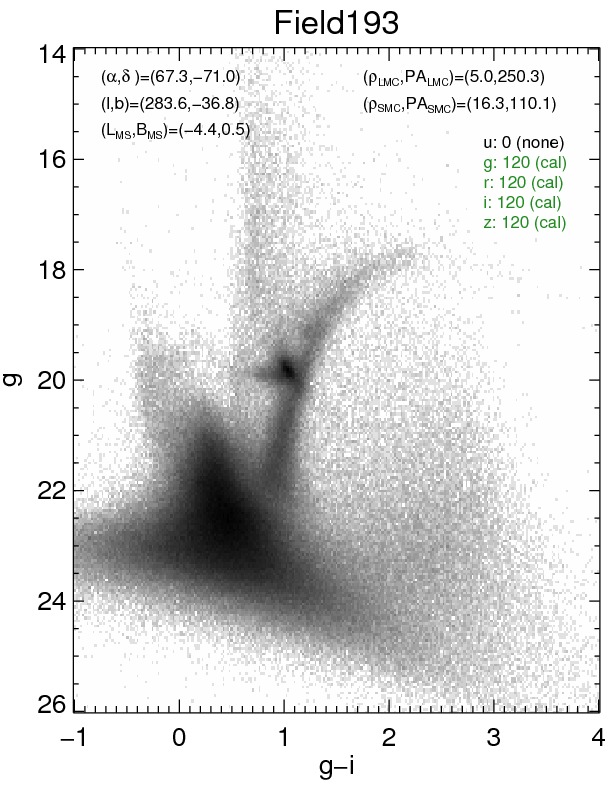 Field193
(α,δ )=(67.3,−71.0)
(ρLMC,PALMC)=(5.0,250.3)
(l,b)=(283.6,−36.8)
(ρSMC,PASMC)=(16.3,110.1)
(LMS,BMS)=(−4.4,0.5)
u: 0 (none)
g: 120 (cal)
r: 120 (cal)
i: 120 (cal)
z: 120 (cal)
14
16
18
20
22
24
26
g
−1 0 1 2 3 4
g−i